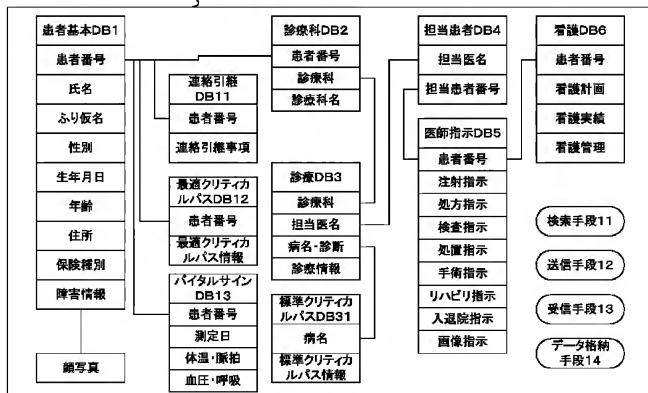 患者基本DB1
患者番号
氏名
ふり仮名
性別
生年月日
年齢
住所
保険種別
障害情報
顔写真
連絡引継
DB11
患者番号
連絡引継事項
最適クリティカ
ルパスDB12
患者番号
最適クリティカ
ルパス情報
バイタルサイン
DB13
患者番号
測定日
体温・脈拍
血圧・呼吸
診療科DB2
患者番号
診療科
診療科名
診療DB3
診療科
担当医名
病名・診断
診療情報
標準クリティカ
ルパスDB31
病名
標準クリティカ
ルパス情報
担当患者DB4
担当医名
担当患者番号
医師指示DB5
患者番号
注射指示
処方指示
検査指示
処置指示
手術指示
リハビリ指示
入退院指示
画像指示
看護DB6
患者番号
看護計画
看護実績
看護管理
検索手段11
送信手段12
受信手段13
データ格納
手段14